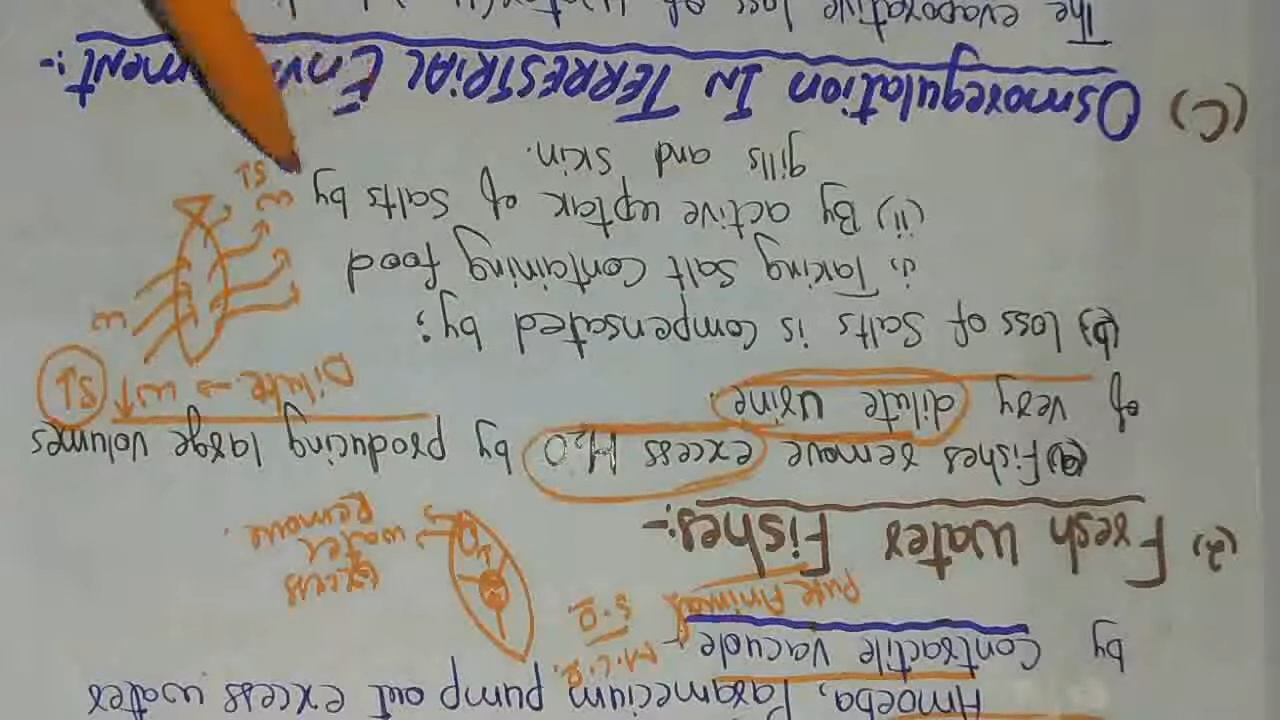 Amoeba, Paramecium pump out excess water
by Contractile vacuole
M.C.Q.
S.Q.
Pure Animal
excess
water
Remove.
(2) Fresh water Fishes:-
(a) Fishes remove excess H₂O by producing large volumes
of very dilute urine.
Dilute → W↑ S↓
(b) Loss of Salts is compensated by;
i, Taking Salt containing food
(ii) By active uptak of salts by
gills and skin.
w
w
S↓
(C) Osmoregulation In TERRESTRIAL
The evaporative loss of water